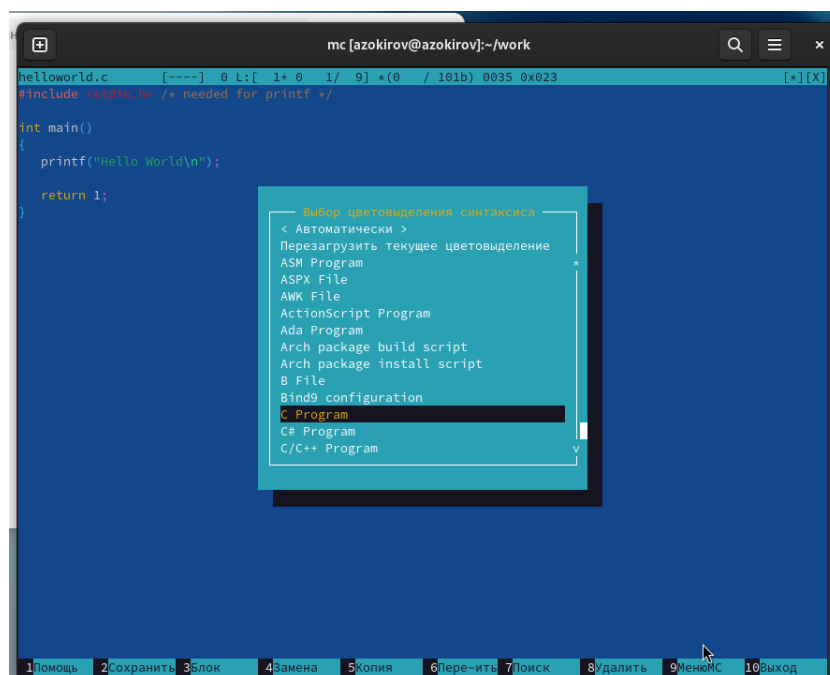 mc [azokirov@azokirov]:~/work
helloworld.c [----] 0 L:[ 1+ 0 1/ 9] *(0 / 101b) 0035 0x023 [*][X]
#include <stdio.h> /* needed for printf */
int main()
{
printf("Hello World\n");
return 1;
}
Выбор цветовыделения синтаксиса
< Автоматически >
Перезагрузить текущее цветовыделение
ASM Program
ASPX File
AWK File
ActionScript Program
Ada Program
Arch package build script
Arch package install script
B File
Bind9 configuration
C Program
C# Program
C/C++ Program
1Помощь 2Сохранить 3Блок 4Замена 5Копия 6Пере~ить 7Поиск 8Удалить 9МенюMC 10Выход